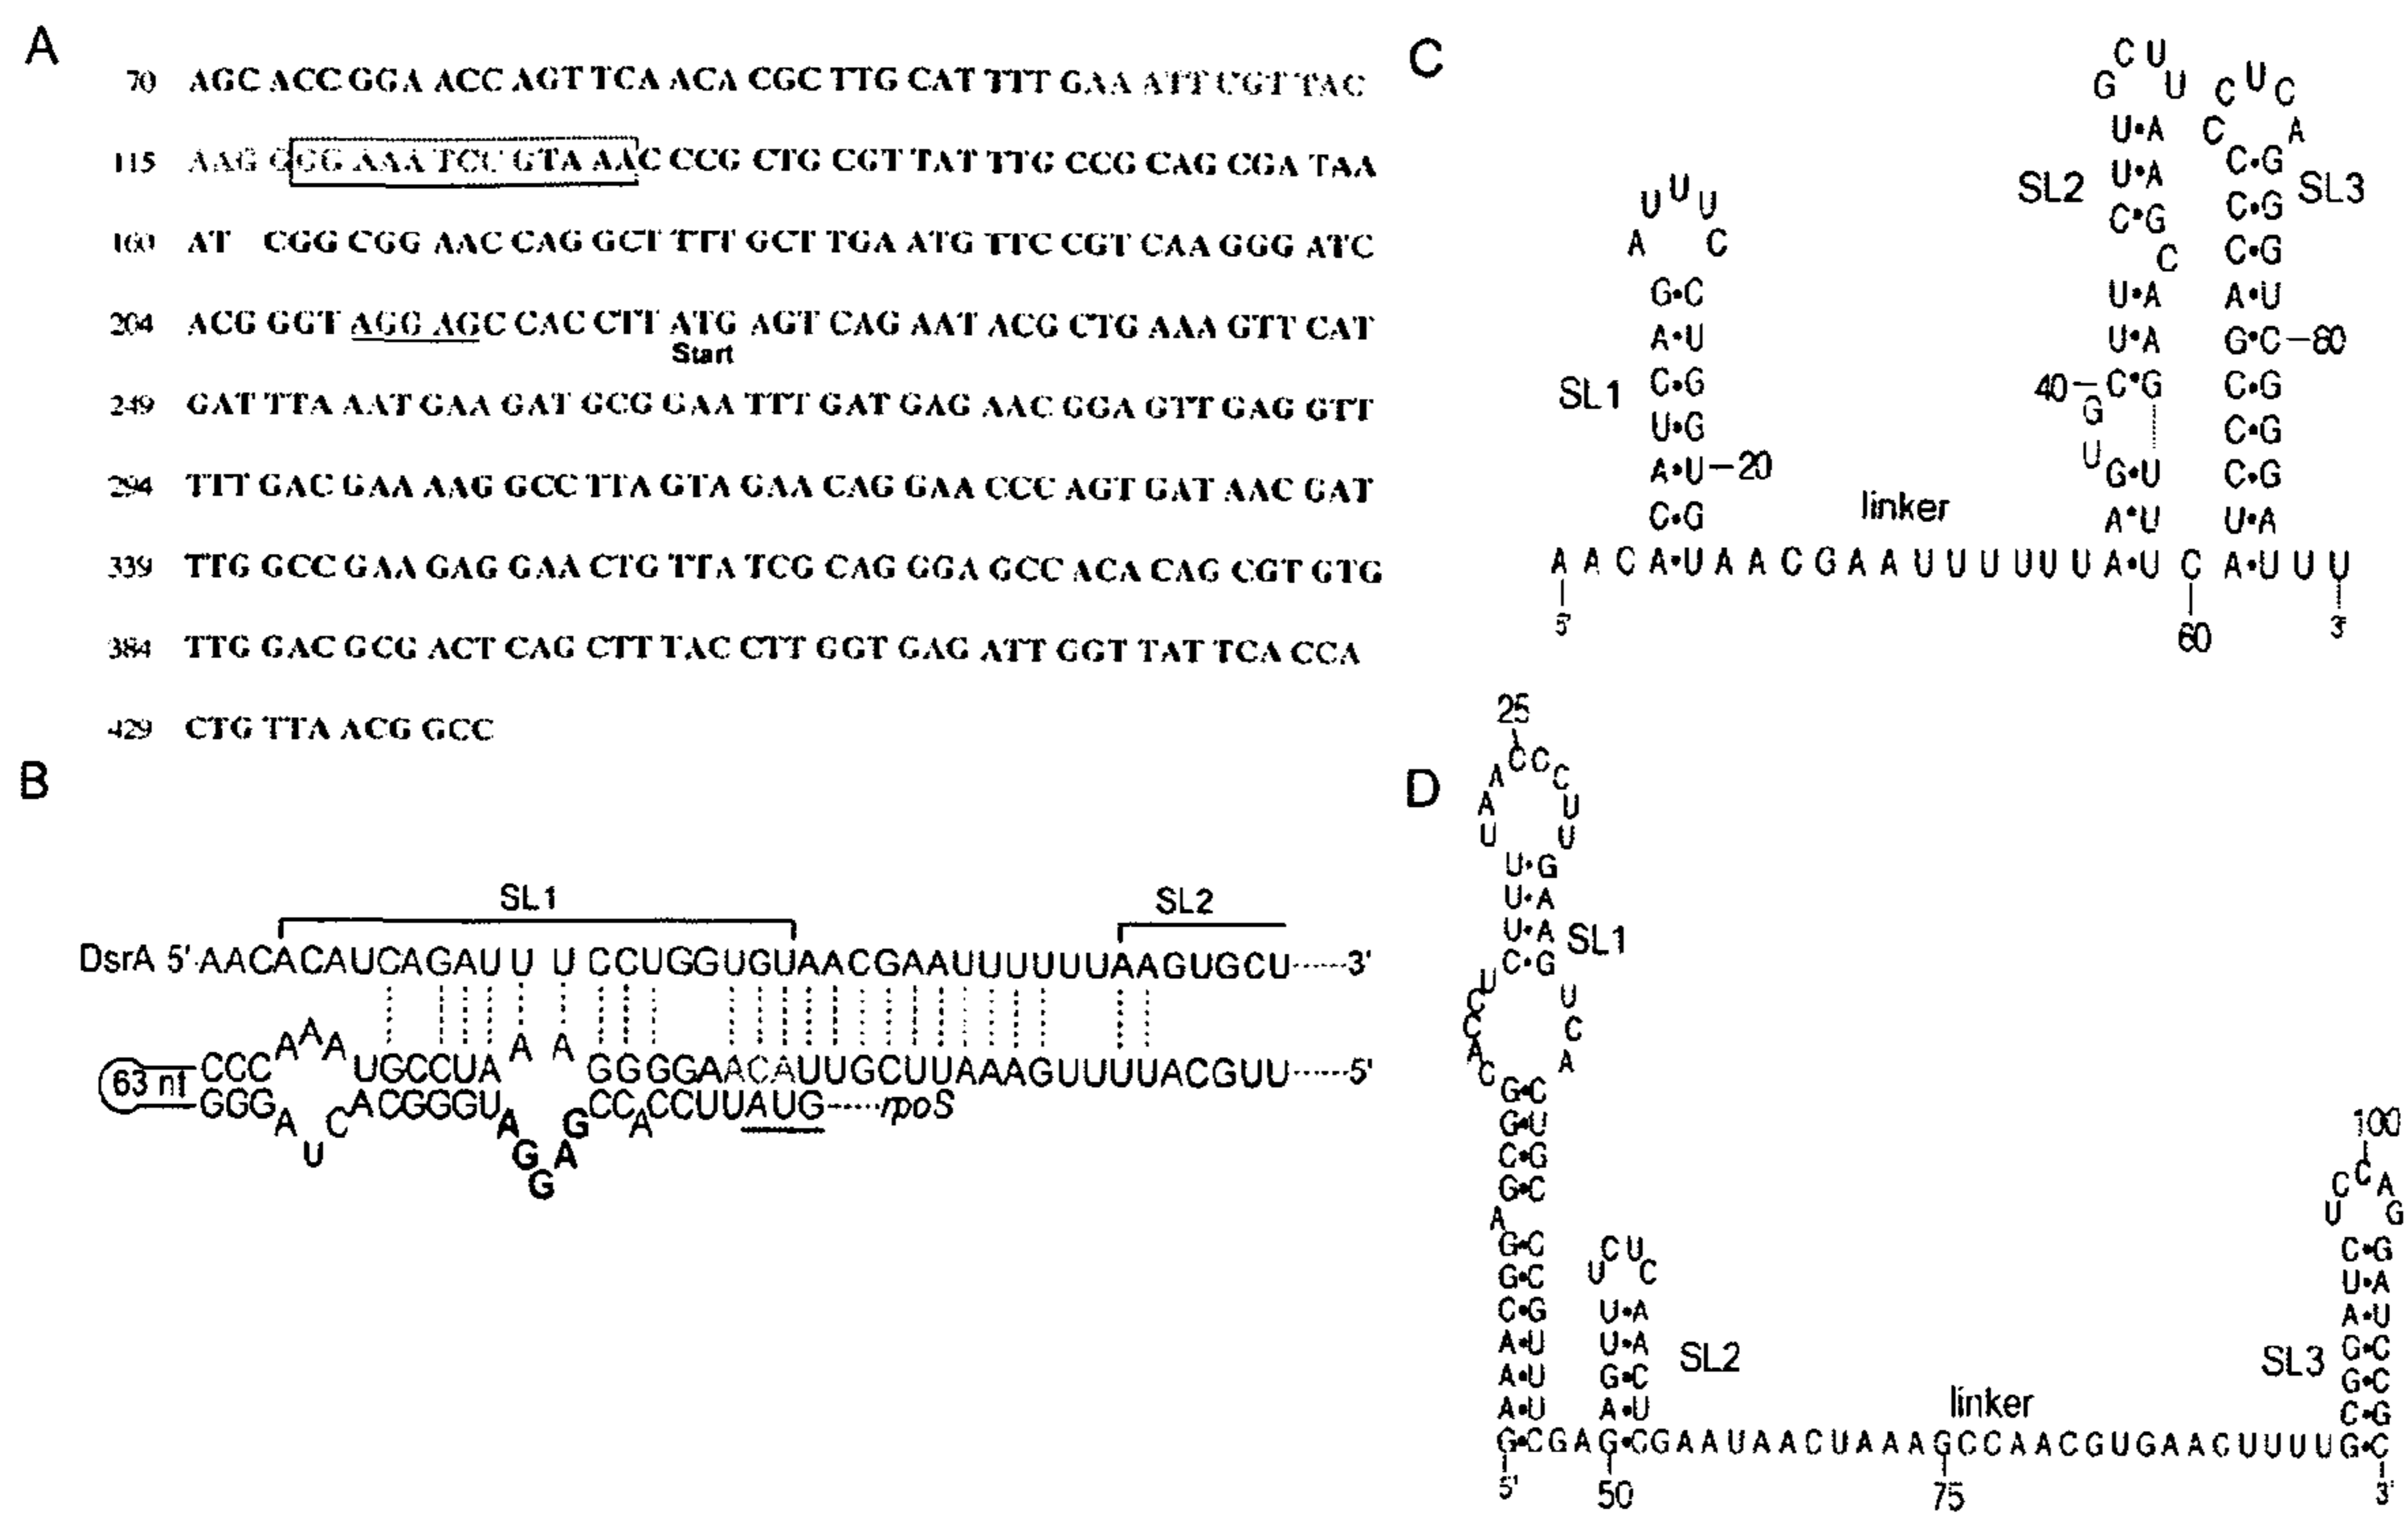 A
70 AGC ACC GGA ACC AGT TCA ACA CGC TTG CAT TTT GAA ATT CGT TAC
115 AAG GGG AAA TCC GTA AAC CCG CTG CGT TAT TTG CCG CAG CGA TAA
160 AT CGG CGG AAC CAG GCT TTT GCT TGA ATG TTC CGT CAA GGG ATC
204 ACG GGT AGG AGC CAC CTT ATG AGT CAG AAT ACG CTG AAA GTT CAT
Start
249 GAT TTA AAT GAA GAT GCG GAA TTT GAT GAG AAC GGA GTT GAG GTT
294 TTT GAC GAA AAG GCC TTA GTA GAA CAG GAA CCC AGT GAT AAC GAT
339 TTG GCC GAA GAG GAA CTG TTA TCG CAG GGA GCC ACA CAG CGT GTG
384 TTG GAC GCG ACT CAG CTT TAC CTT GGT GAG ATT GGT TAT TCA CCA
429 CTG TTA ACG GCC
B
SL1 SL2
DsrA 5'-AACACAUCAGAUUUCCUGGUGUAACGAAUUUUUUAAGUGCU------3'
63 nt CCCAAAUGCCUAAAGGGGAACAUUGCUUAAAGUUUUUACGUU------5'
GGGAUCACGGGUAGGAGCCACCUUAUG------rpoS
C
U U U
A C
G•C
A•U
SL1 C•G
U•G
A•U–20
C•G
linker
C U
G U
U•A
SL2 U•A
C•G
C
U•A
U•A
40–C•G
G
U
G•U
A•U
C U C
C A
C•G
C•G SL3
C•G
A•U
G•C–80
C•G
C•G
C•G
U•A
A A C A•U A A C G A A U U U U U U A•U C A•U U U
5' 60 3'
D
25
C C C
A U
A U
U
U•G
U•A
U•A SL1
C•G
U U
C C
C A
A
C
G•C
G•U
C•G
G•C
A
G•C
G•C
C•G
A•U
A•U
A•U
C U
U C
U•A
U•A SL2
G•C
A•U
linker
100
C C A
U G
C•G
U•A
A•U
SL3 G•C
G•C
C•G
G•CGAG•CGAAUAACUAAAGCCAACGUGAACUUUUG•C
5' 50 75 3'